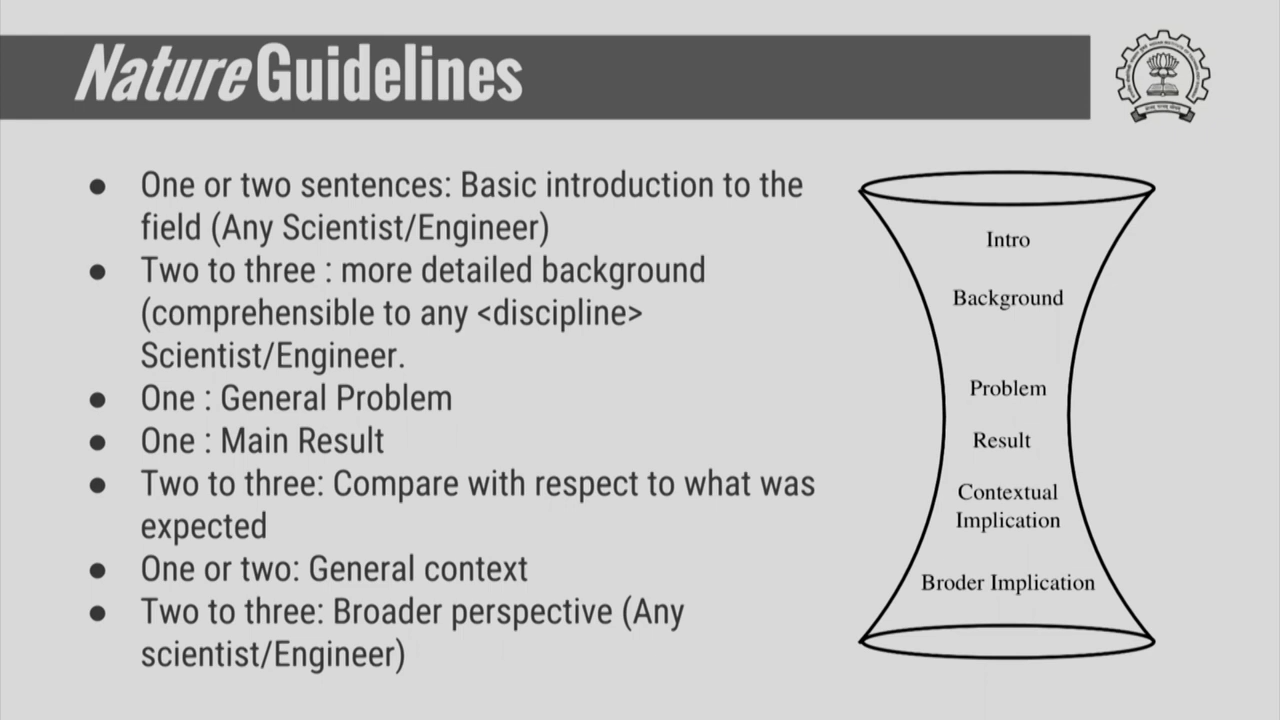 Nature Guidelines
● One or two sentences: Basic introduction to the
field (Any Scientist/Engineer)
● Two to three : more detailed background
(comprehensible to any <discipline>
Scientist/Engineer.
● One : General Problem
● One : Main Result
● Two to three: Compare with respect to what was
expected
● One or two: General context
● Two to three: Broader perspective (Any
scientist/Engineer)
Intro
Background
Problem
Result
Contextual
Implication
Broder Implication